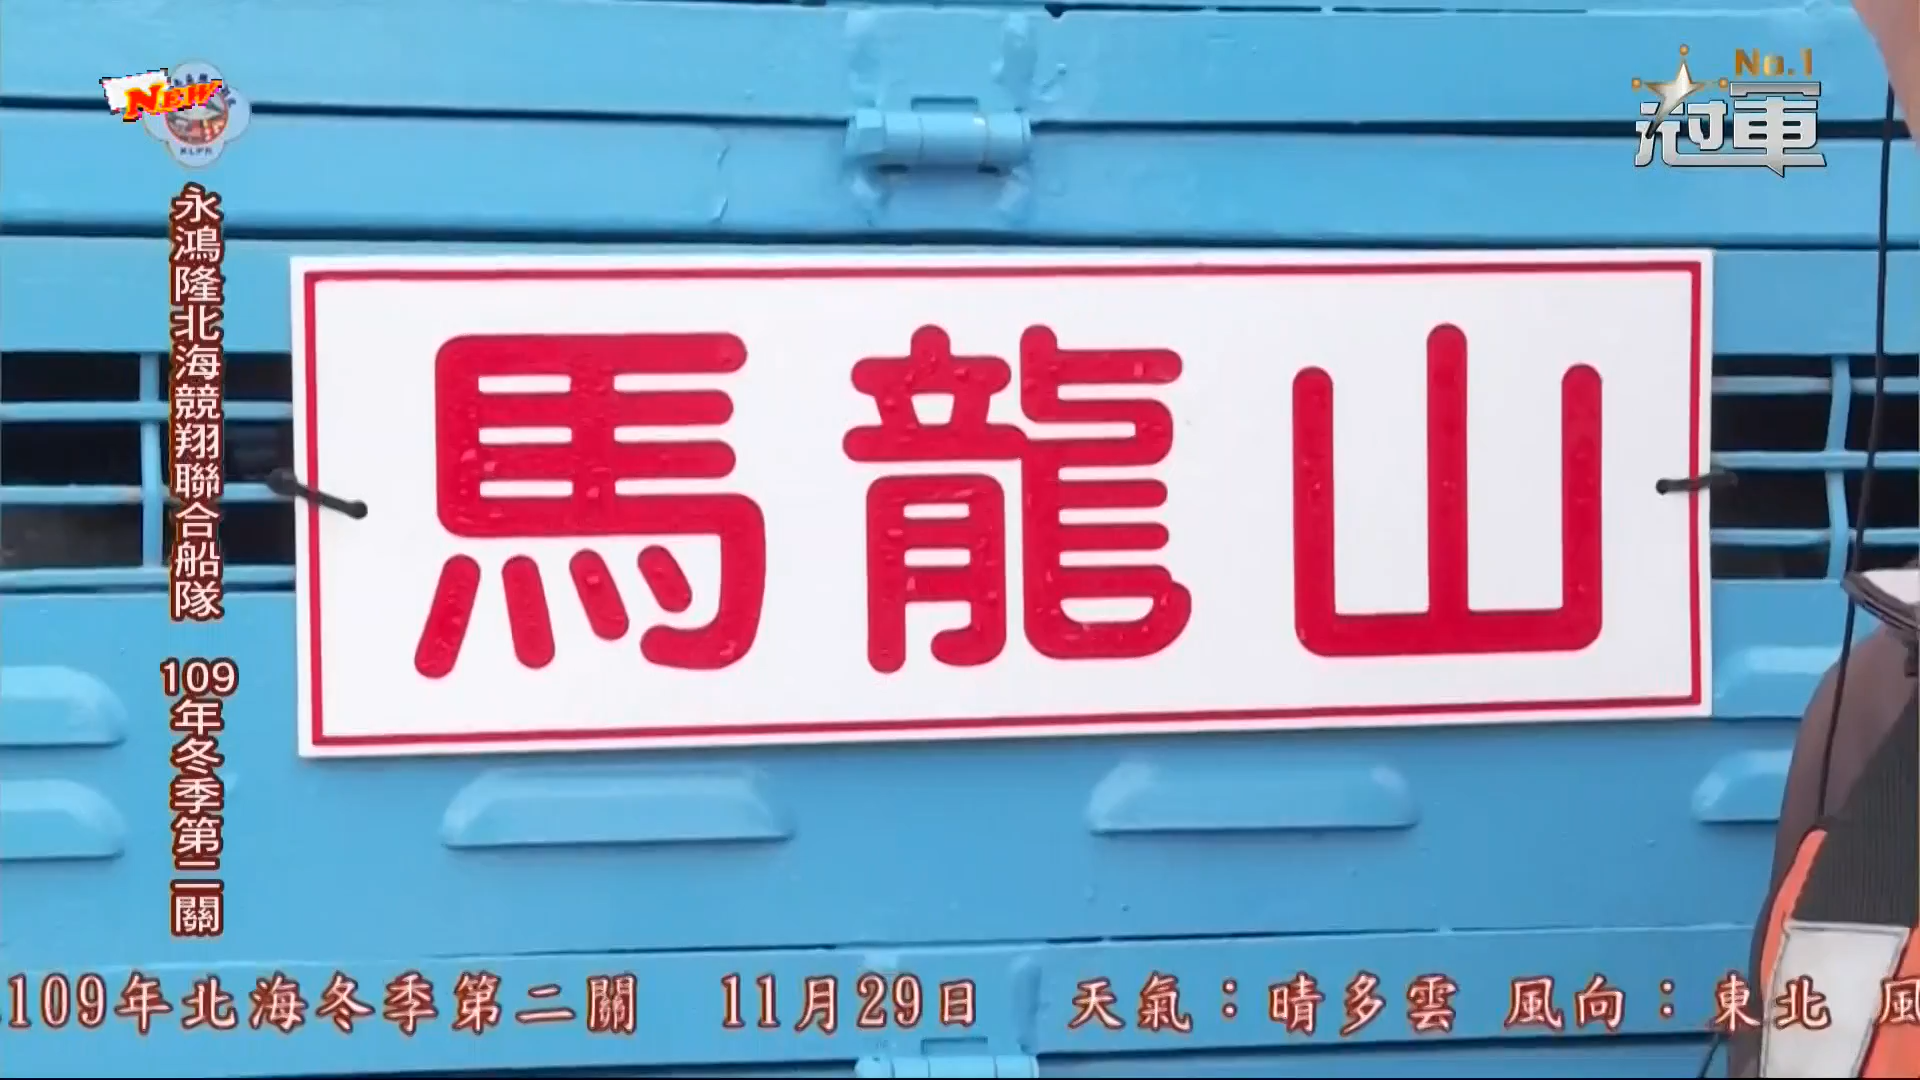 NEW
No.1
冠軍
永鴻隆北海競翔聯合船隊 109年冬季第二關
馬龍山
109年北海冬季第二關 11月29日 天氣：晴多雲 風向：東北 風